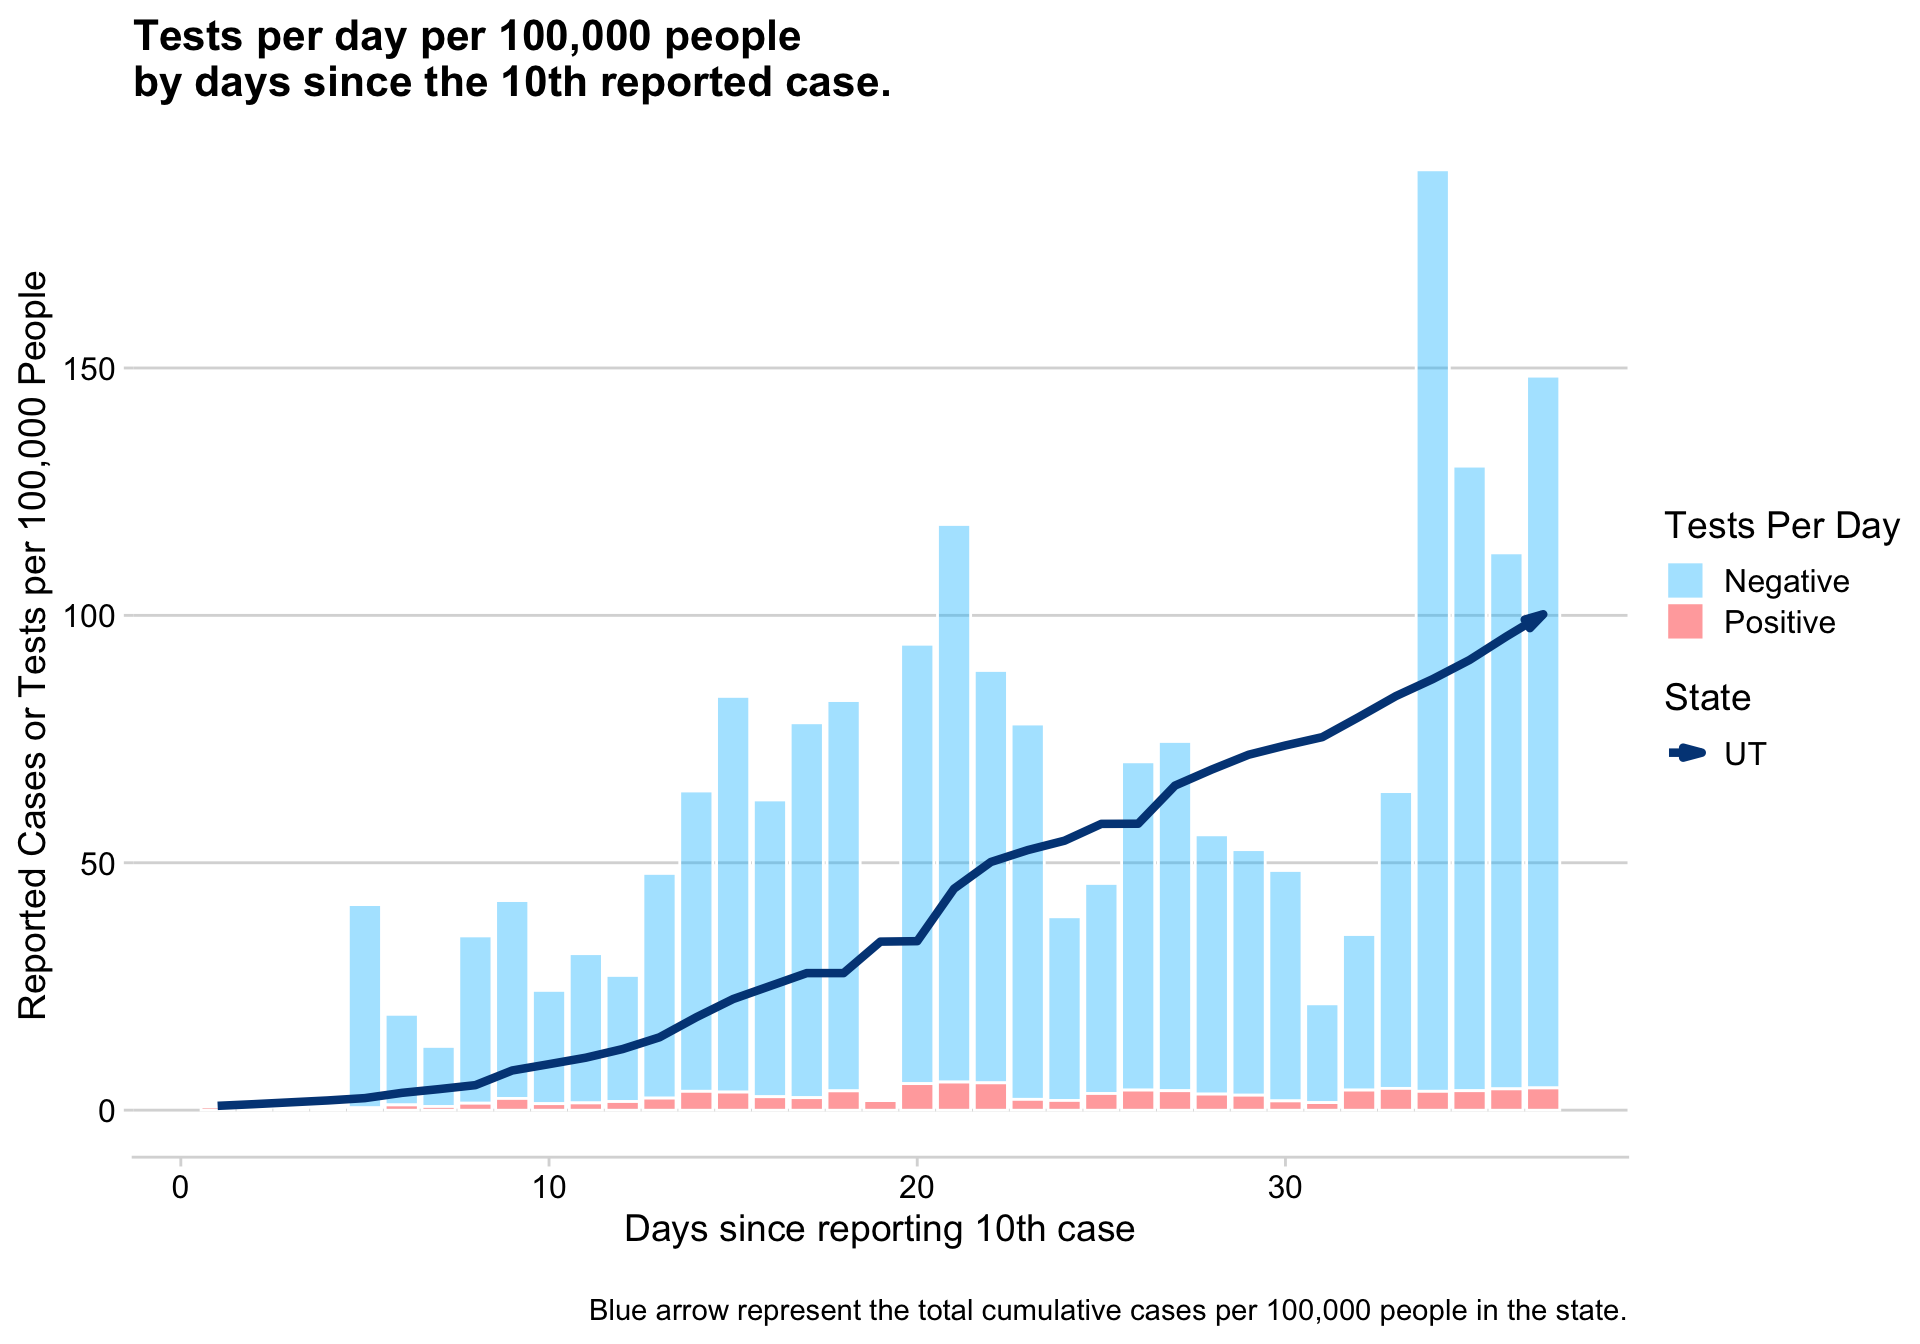 Tests per day per 100,000 people
by days since the 10th reported case.
Reported Cases or Tests per 100,000 People
150
100
50
0
0
10
20
30
Days since reporting 10th case
Tests Per Day
Negative
Positive
State
UT
Blue arrow represent the total cumulative cases per 100,000 people in the state.